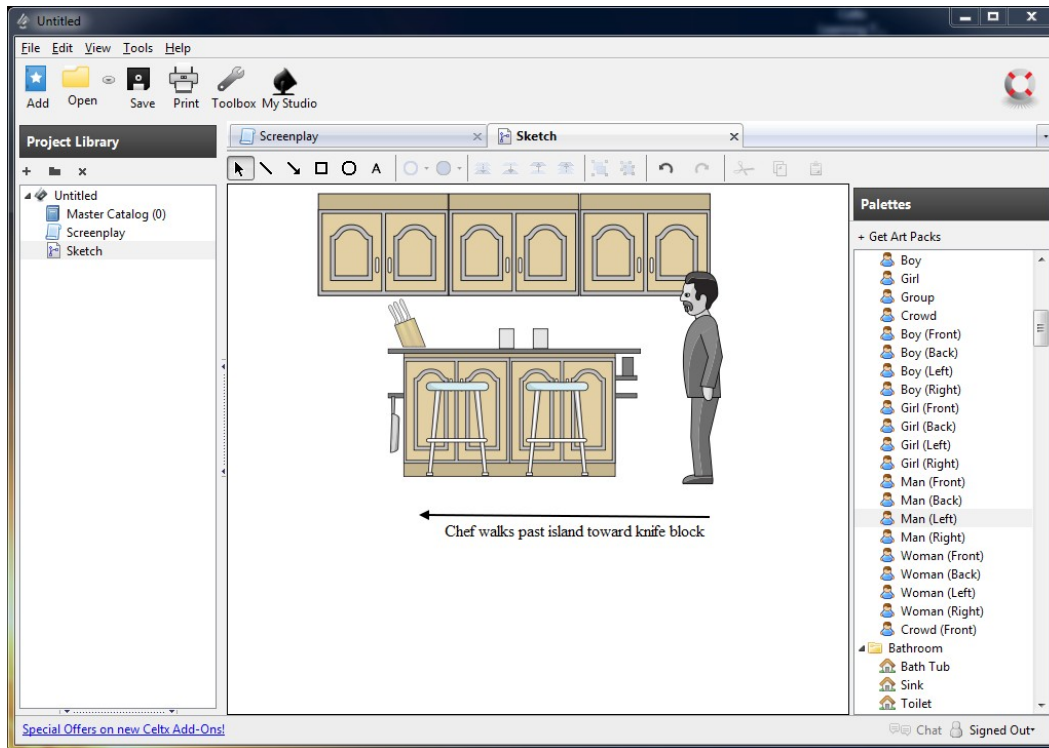 Untitled
File Edit View Tools Help
Add Open Save Print Toolbox My Studio
Project Library
Screenplay
Sketch
A
Untitled
Master Catalog (0)
Screenplay
Sketch
Chef walks past island toward knife block
Palettes
+ Get Art Packs
Boy
Girl
Group
Crowd
Boy (Front)
Boy (Back)
Boy (Left)
Boy (Right)
Girl (Front)
Girl (Back)
Girl (Left)
Girl (Right)
Man (Front)
Man (Back)
Man (Left)
Man (Right)
Woman (Front)
Woman (Back)
Woman (Left)
Woman (Right)
Crowd (Front)
Bathroom
Bath Tub
Sink
Toilet
Special Offers on new Celtx Add-Ons!
Chat Signed Out